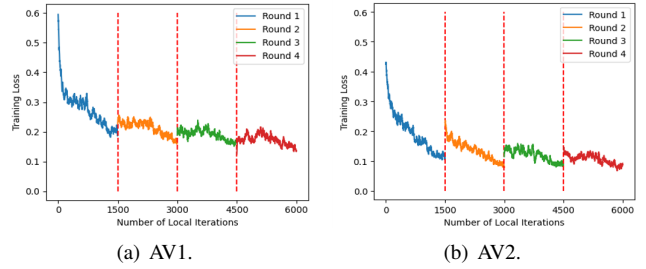 0.6
0.5
0.4
0.3
0.2
0.1
0.0
Training Loss
Round 1
Round 2
Round 3
Round 4
0 1500 3000 4500 6000
Number of Local Iterations
(a) AV1.
0.6
0.5
0.4
0.3
0.2
0.1
0.0
Training Loss
Round 1
Round 2
Round 3
Round 4
0 1500 3000 4500 6000
Number of Local Iterations
(b) AV2.